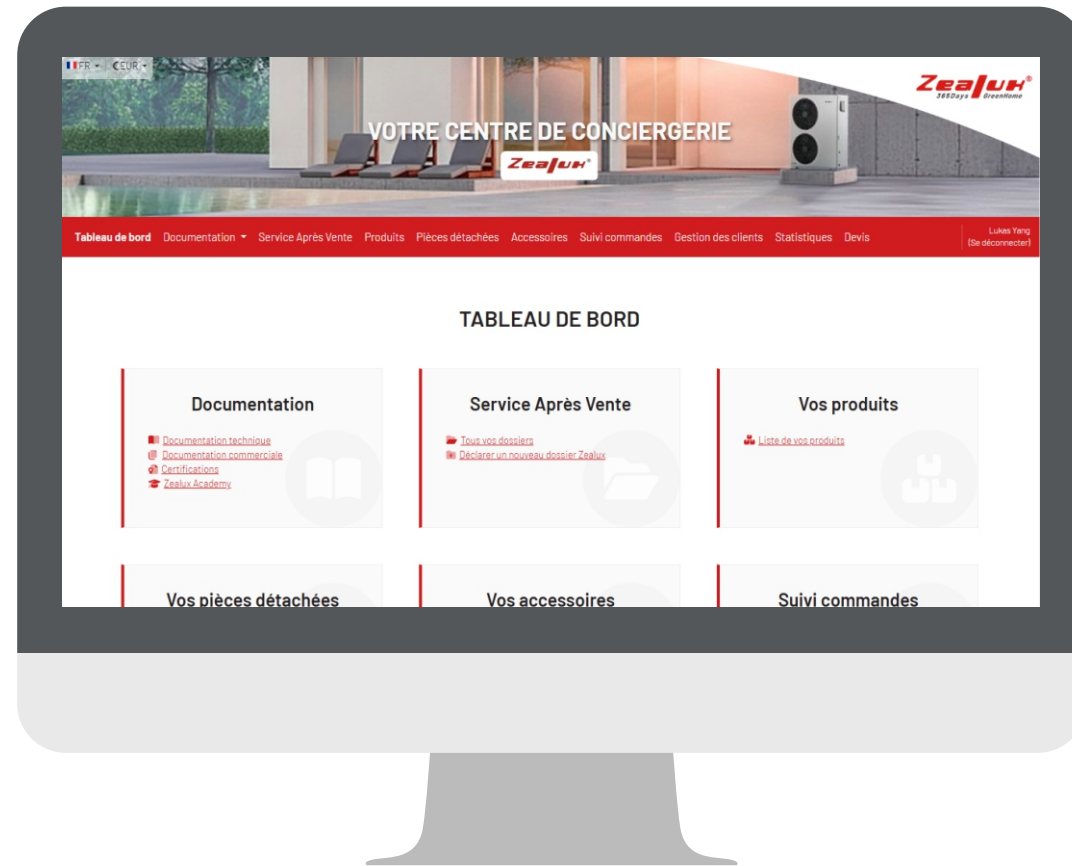 FR
€EUR
Zealux®
365Days GreenHome
VOTRE CENTRE DE CONCIERGERIE
Zealux®
Tableau de bord Documentation Service Après Vente Produits Pièces détachées Accessoires Suivi commandes Gestion des clients Statistiques Devis
Lukas Yang
(Se déconnecter)
TABLEAU DE BORD
Documentation
Documentation technique
Documentation commerciale
Certifications
Zealux Academy
Service Après Vente
Tous vos dossiers
Déclarer un nouveau dossier Zealux
Vos produits
Liste de vos produits
Vos pièces détachées
Vos accessoires
Suivi commandes